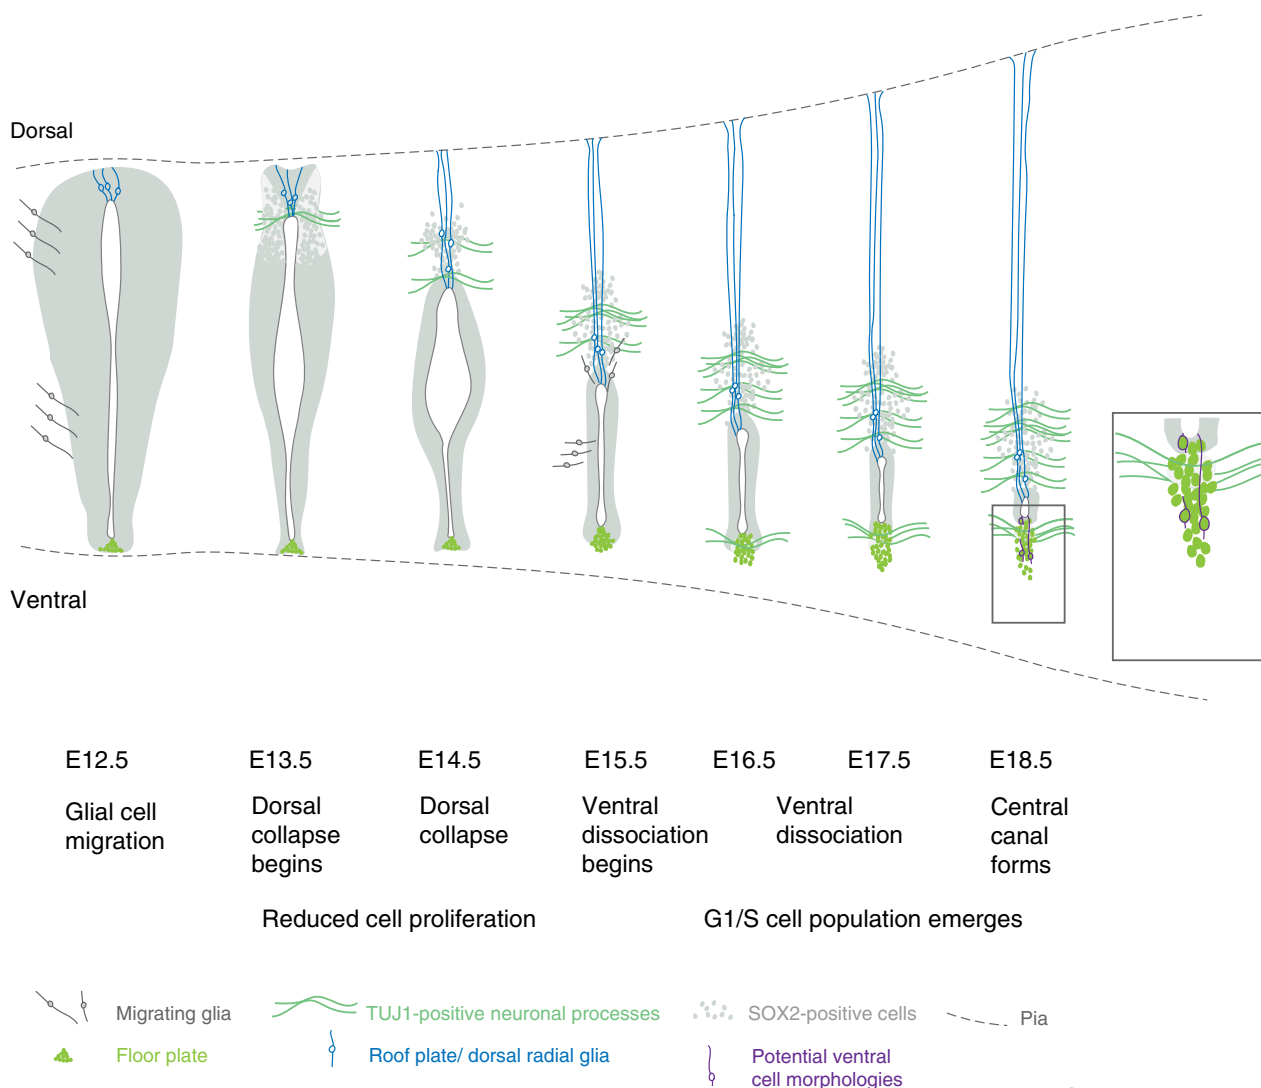 Dorsal
Ventral
E12.5 E13.5 E14.5 E15.5 E16.5 E17.5 E18.5
Glial cell
migration
Dorsal
collapse
begins
Dorsal
collapse
Ventral
dissociation
begins
Ventral
dissociation
Central
canal
forms
Reduced cell proliferation
G1/S cell population emerges
Migrating glia
TUJ1-positive neuronal processes
SOX2-positive cells
Pia
Floor plate
Roof plate/ dorsal radial glia
Potential ventral
cell morphologies